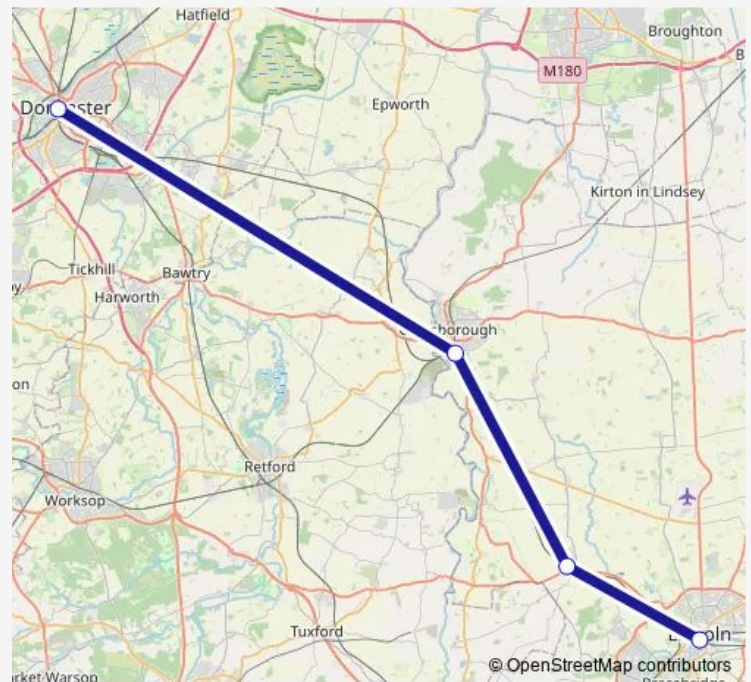 Hatfield
Broughton
M180
Epworth
Kirton in Lindsey
Tickhill
Bawtry
Harworth
Retford
Worksop
Tuxford
© OpenStreetMap contributors